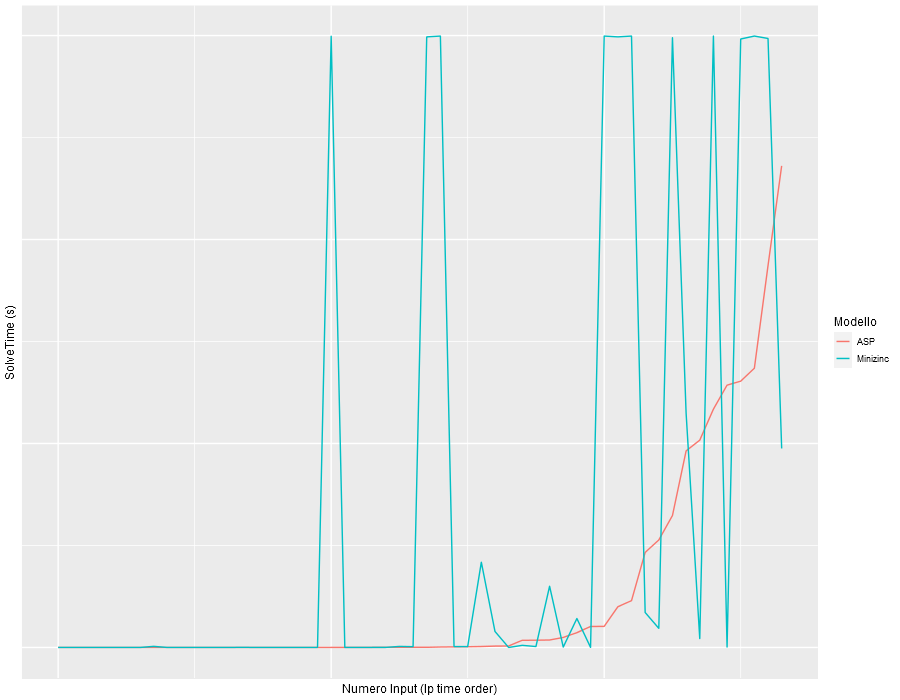 SolveTime (s)
Numero Input (lp time order)
Modello
ASP
Minizinc